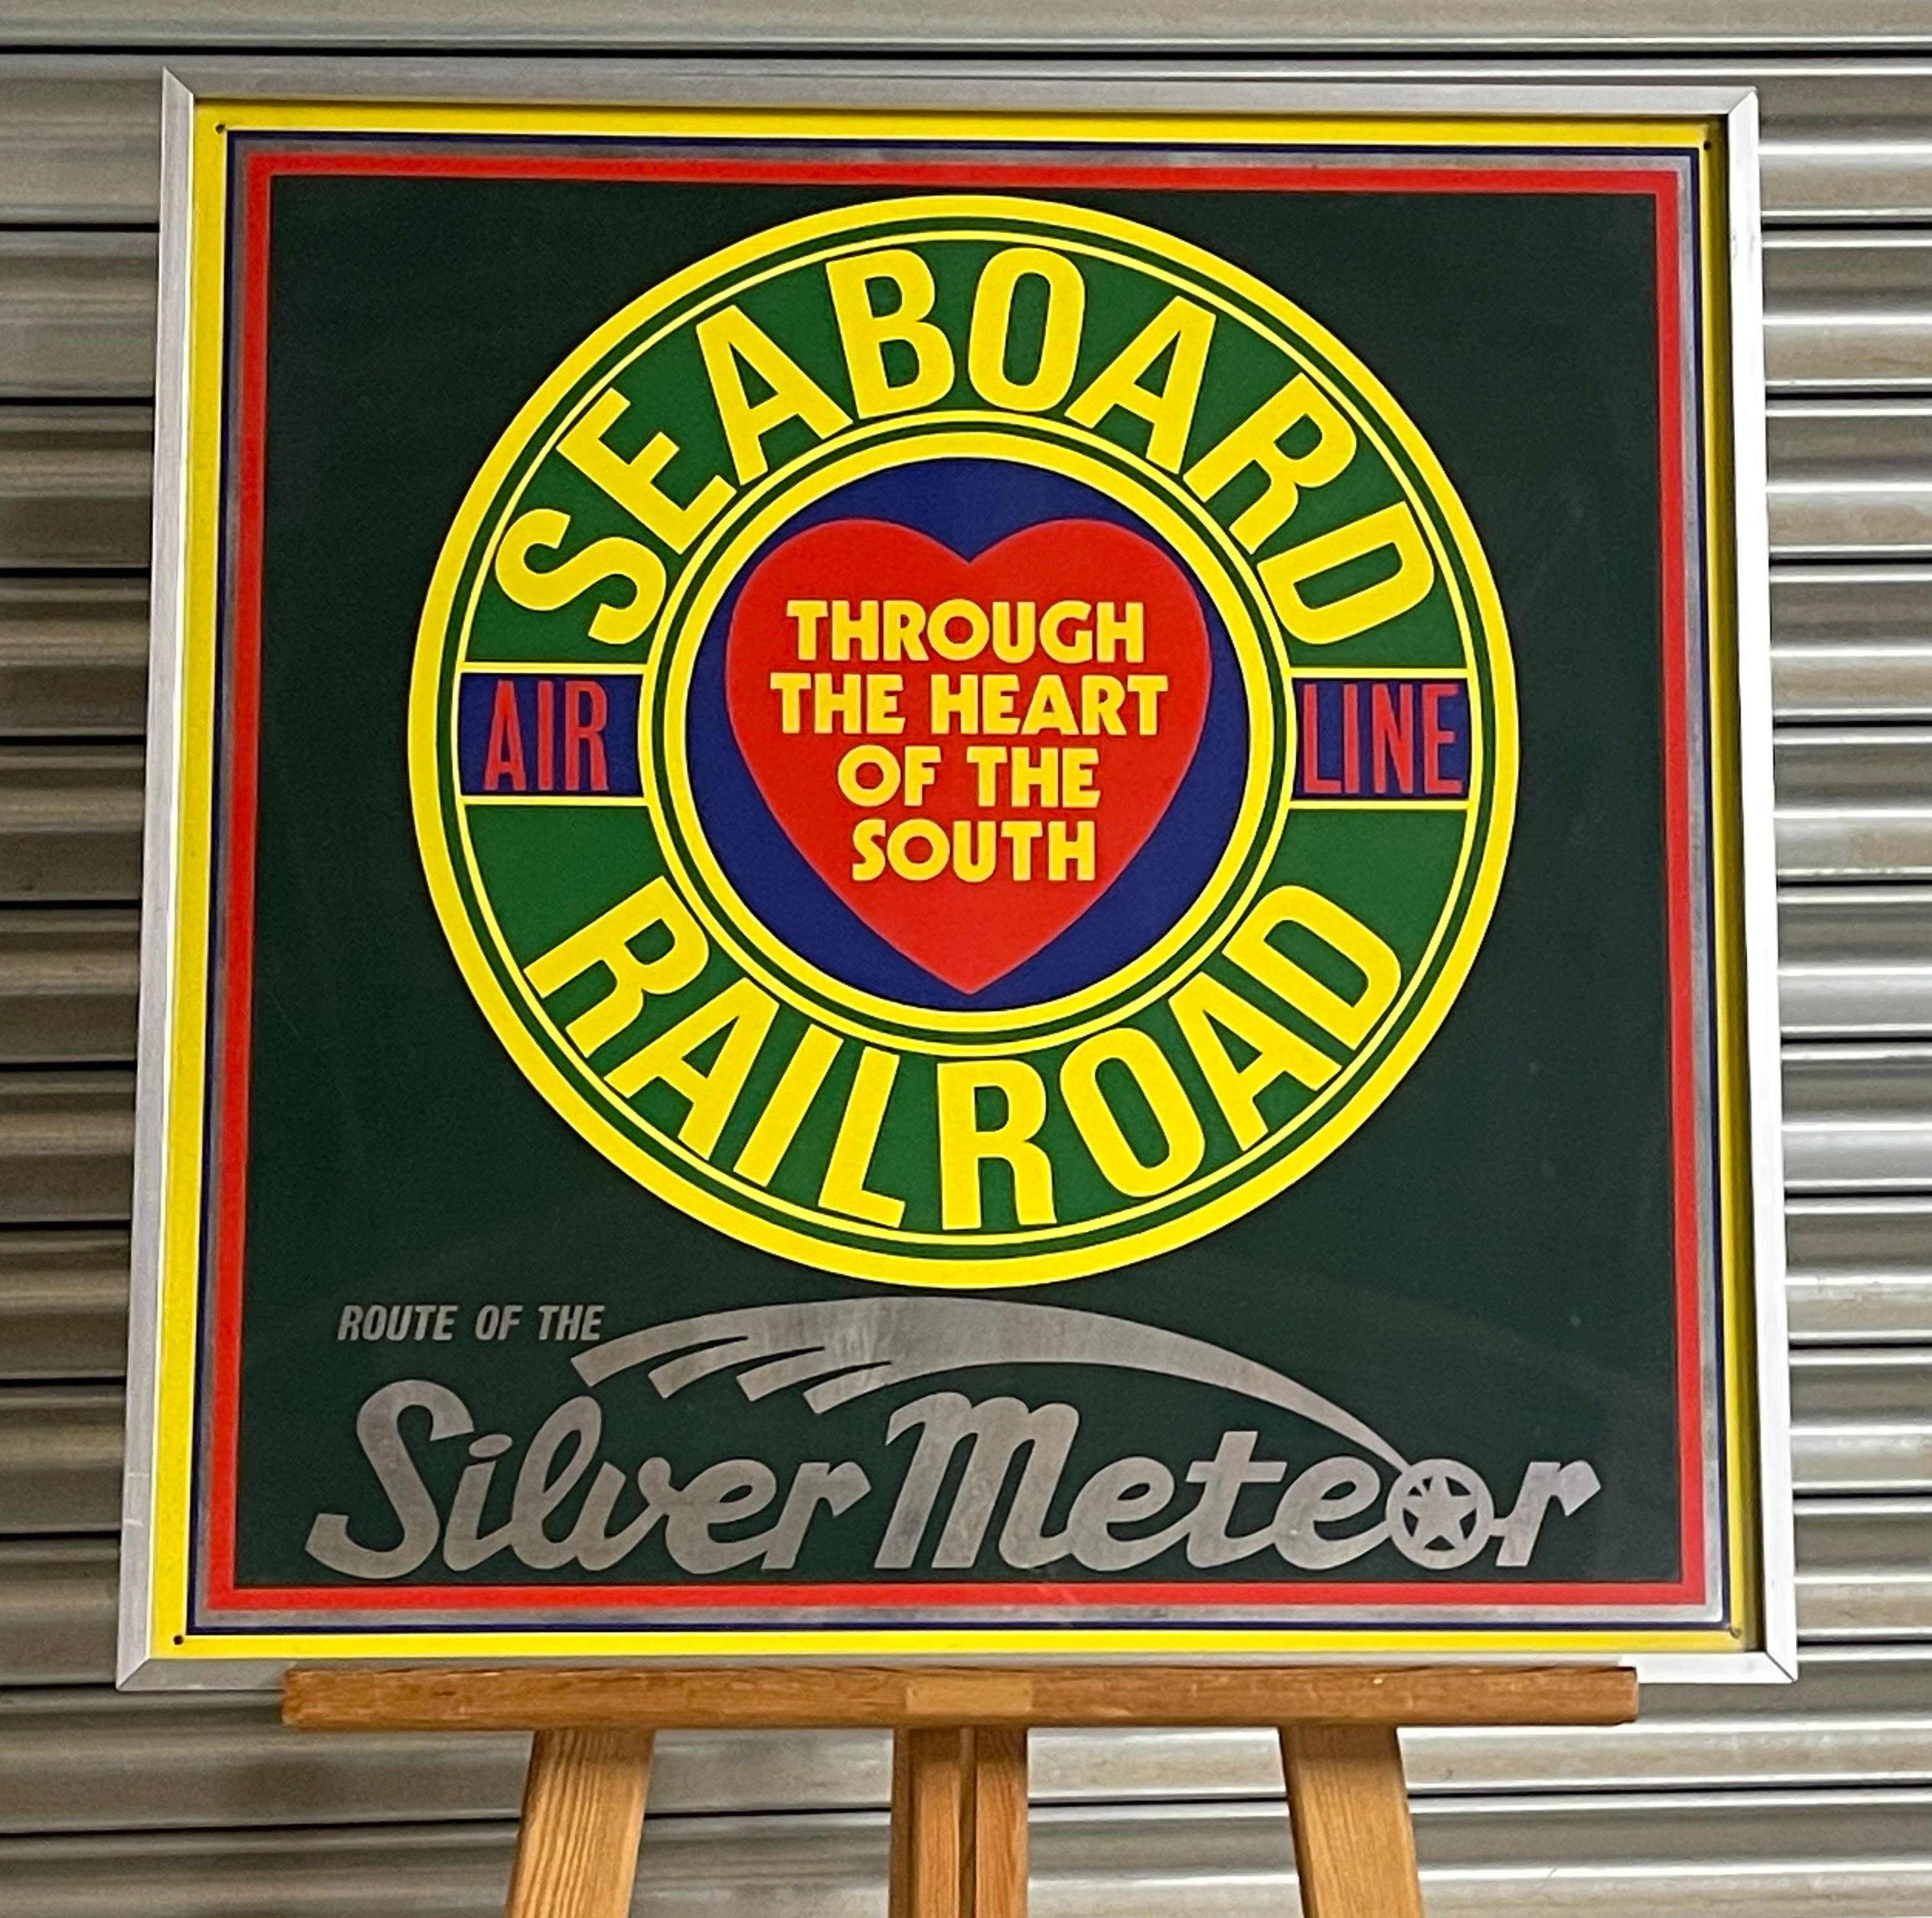 SEABOARD
AIR LINE
THROUGH
THE HEART
OF THE
SOUTH
RAILROAD
ROUTE OF THE
Silver Meteor